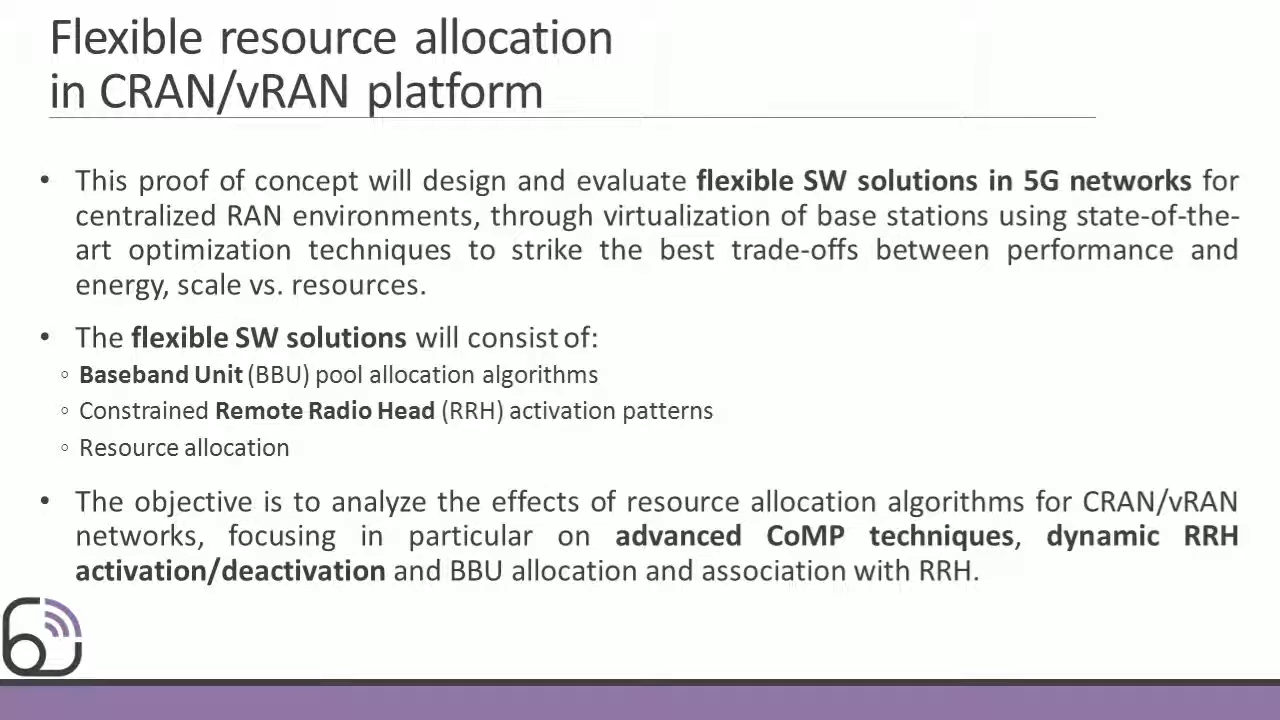 Flexible resource allocation
in CRAN/vRAN platform
• This proof of concept will design and evaluate flexible SW solutions in 5G networks for
centralized RAN environments, through virtualization of base stations using state-of-the-
art optimization techniques to strike the best trade-offs between performance and
energy, scale vs. resources.
• The flexible SW solutions will consist of:
◦ Baseband Unit (BBU) pool allocation algorithms
◦ Constrained Remote Radio Head (RRH) activation patterns
◦ Resource allocation
• The objective is to analyze the effects of resource allocation algorithms for CRAN/vRAN
networks, focusing in particular on advanced CoMP techniques, dynamic RRH
activation/deactivation and BBU allocation and association with RRH.